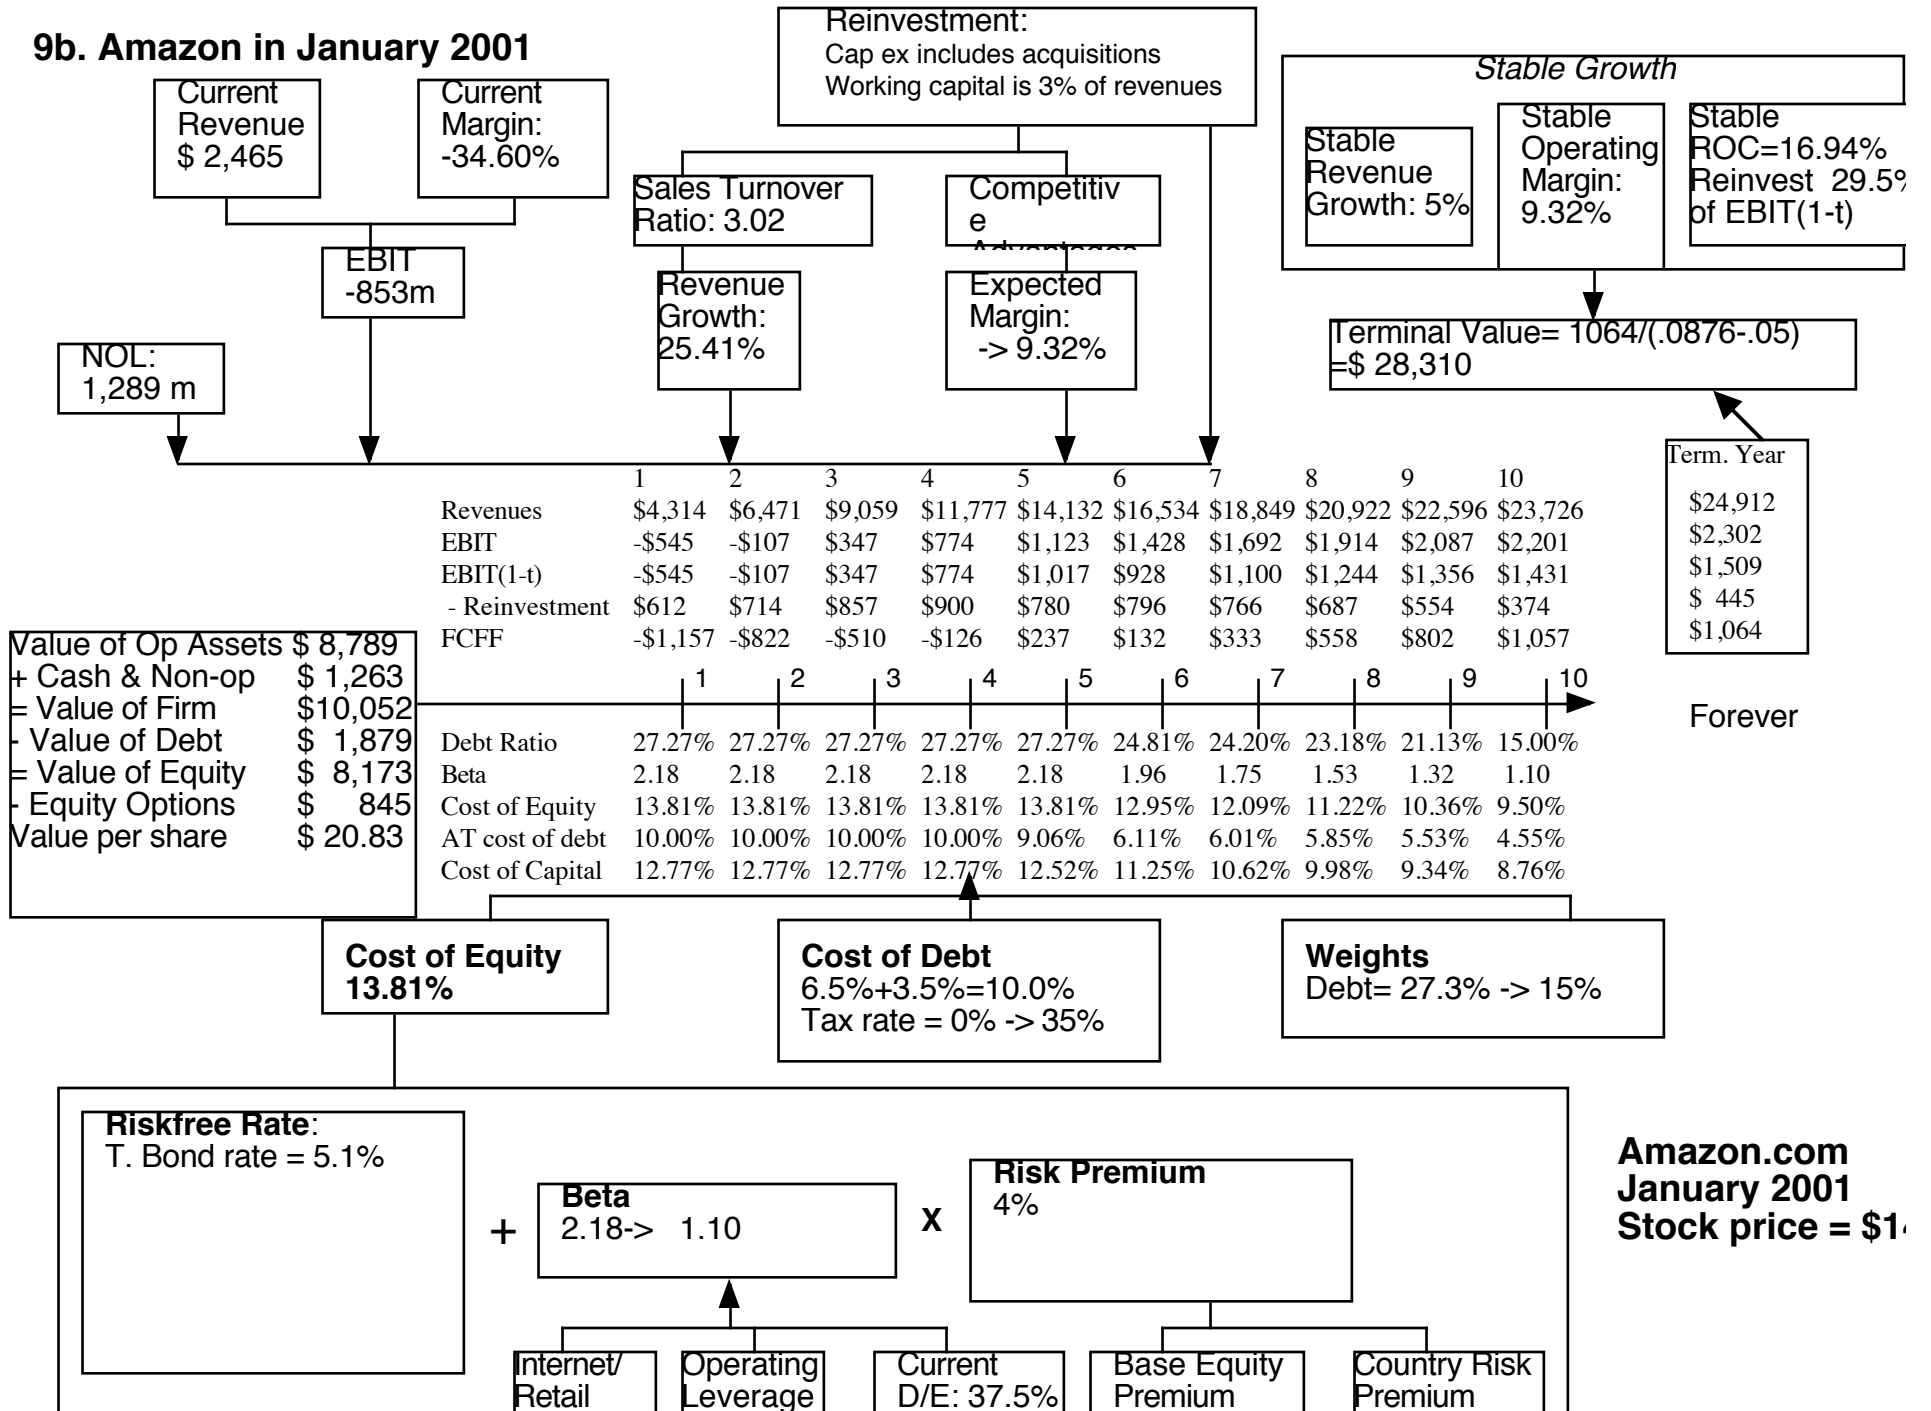 9b. Amazon in January 2001
Reinvestment:
Cap ex includes acquisitions
Working capital is 3% of revenues
Current
Revenue
$ 2,465
Current
Margin:
-34.60%
Stable Growth
Stable
Revenue
Growth: 5%
Stable
Operating
Margin:
9.32%
Stable
ROC=16.94%
Reinvest 29.5%
of EBIT(1-t)
Sales Turnover
Ratio: 3.02
Competitiv
e
Advantages
EBIT
-853m
Revenue
Growth:
25.41%
Expected
Margin:
-> 9.32%
NOL:
1,289 m
Terminal Value= 1064/(.0876-.05)
=$ 28,310
Term. Year
$24,912
$2,302
$1,509
$ 445
$1,064
1 2 3 4 5 6 7 8 9 10
Revenues $4,314 $6,471 $9,059 $11,777 $14,132 $16,534 $18,849 $20,922 $22,596 $23,726
EBIT -$545 -$107 $347 $774 $1,123 $1,428 $1,692 $1,914 $2,087 $2,201
EBIT(1-t) -$545 -$107 $347 $774 $1,017 $928 $1,100 $1,244 $1,356 $1,431
- Reinvestment $612 $714 $857 $900 $780 $796 $766 $687 $554 $374
FCFF -$1,157 -$822 -$510 -$126 $237 $132 $333 $558 $802 $1,057
1 2 3 4 5 6 7 8 9 10
Forever
Value of Op Assets $ 8,789
+ Cash & Non-op $ 1,263
= Value of Firm $10,052
- Value of Debt $ 1,879
= Value of Equity $ 8,173
- Equity Options $ 845
Value per share $ 20.83
Debt Ratio 27.27% 27.27% 27.27% 27.27% 27.27% 24.81% 24.20% 23.18% 21.13% 15.00%
Beta 2.18 2.18 2.18 2.18 2.18 1.96 1.75 1.53 1.32 1.10
Cost of Equity 13.81% 13.81% 13.81% 13.81% 13.81% 12.95% 12.09% 11.22% 10.36% 9.50%
AT cost of debt 10.00% 10.00% 10.00% 10.00% 9.06% 6.11% 6.01% 5.85% 5.53% 4.55%
Cost of Capital 12.77% 12.77% 12.77% 12.77% 12.52% 11.25% 10.62% 9.98% 9.34% 8.76%
Cost of Equity
13.81%
Cost of Debt
6.5%+3.5%=10.0%
Tax rate = 0% -> 35%
Weights
Debt= 27.3% -> 15%
Riskfree Rate:
T. Bond rate = 5.1%
+
Beta
2.18-> 1.10
X
Risk Premium
4%
Amazon.com
January 2001
Stock price = $14
Internet/
Retail
Operating
Leverage
Current
D/E: 37.5%
Base Equity
Premium
Country Risk
Premium